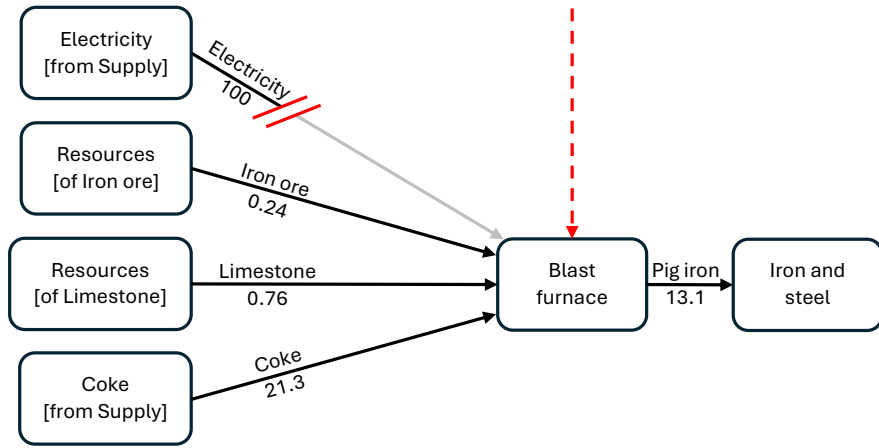 Electricity
[from Supply]
Electricity
100
Resources
[of Iron ore]
Iron ore
0.24
Resources
[of Limestone]
Limestone
0.76
Coke
[from Supply]
Coke
21.3
Blast
furnace
Pig iron
13.1
Iron and
steel